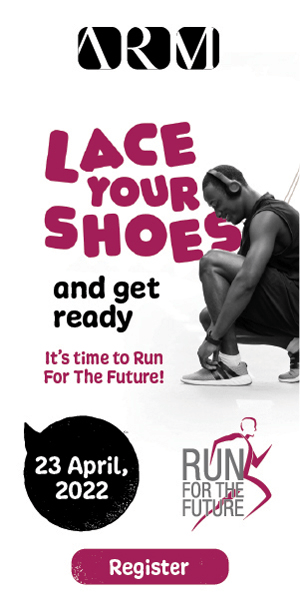 ARM
LACE
YOUR
SHOES
and get
ready
It's time to Run
For The Future!
23 April,
2022
RUN
FOR THE
FUTURE
Register